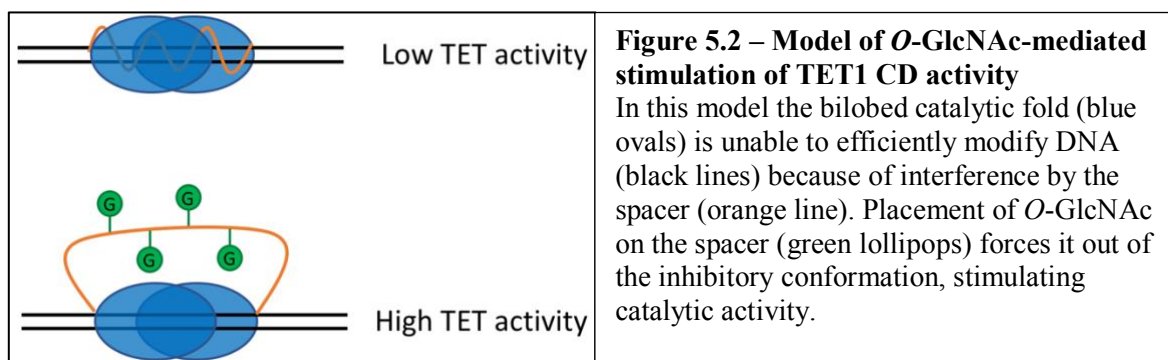 Low TET activity
G
G
G
G
High TET activity
Figure 5.2 – Model of O-GlcNAc-mediated
stimulation of TET1 CD activity
In this model the bilobed catalytic fold (blue
ovals) is unable to efficiently modify DNA
(black lines) because of interference by the
spacer (orange line). Placement of O-GlcNAc
on the spacer (green lollipops) forces it out of
the inhibitory conformation, stimulating
catalytic activity.